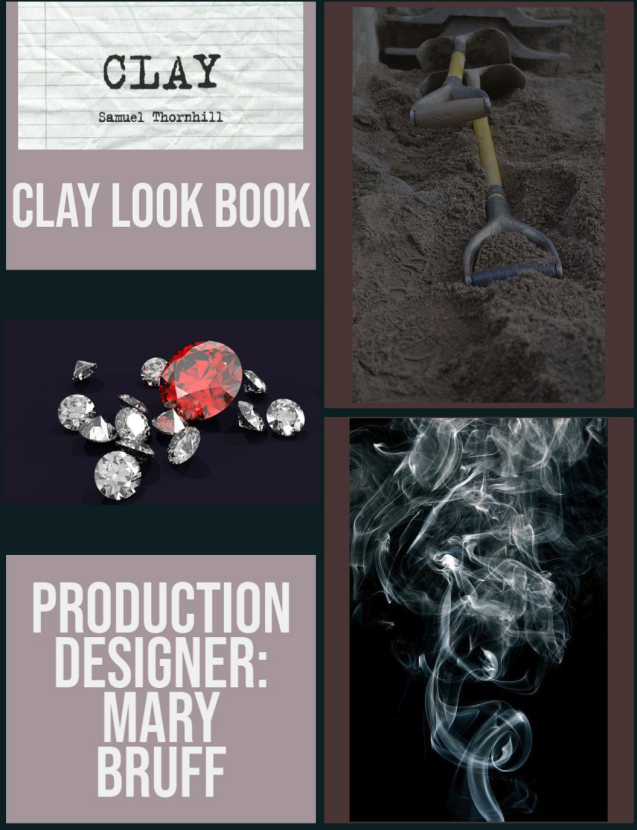 CLAY
Samuel Thornhill
CLAY LOOK BOOK
PRODUCTION
DESIGNER:
MARY
BRUFF